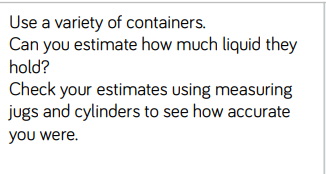 Use a variety of containers.
Can you estimate how much liquid they
hold?
Check your estimates using measuring
jugs and cylinders to see how accurate
you were.